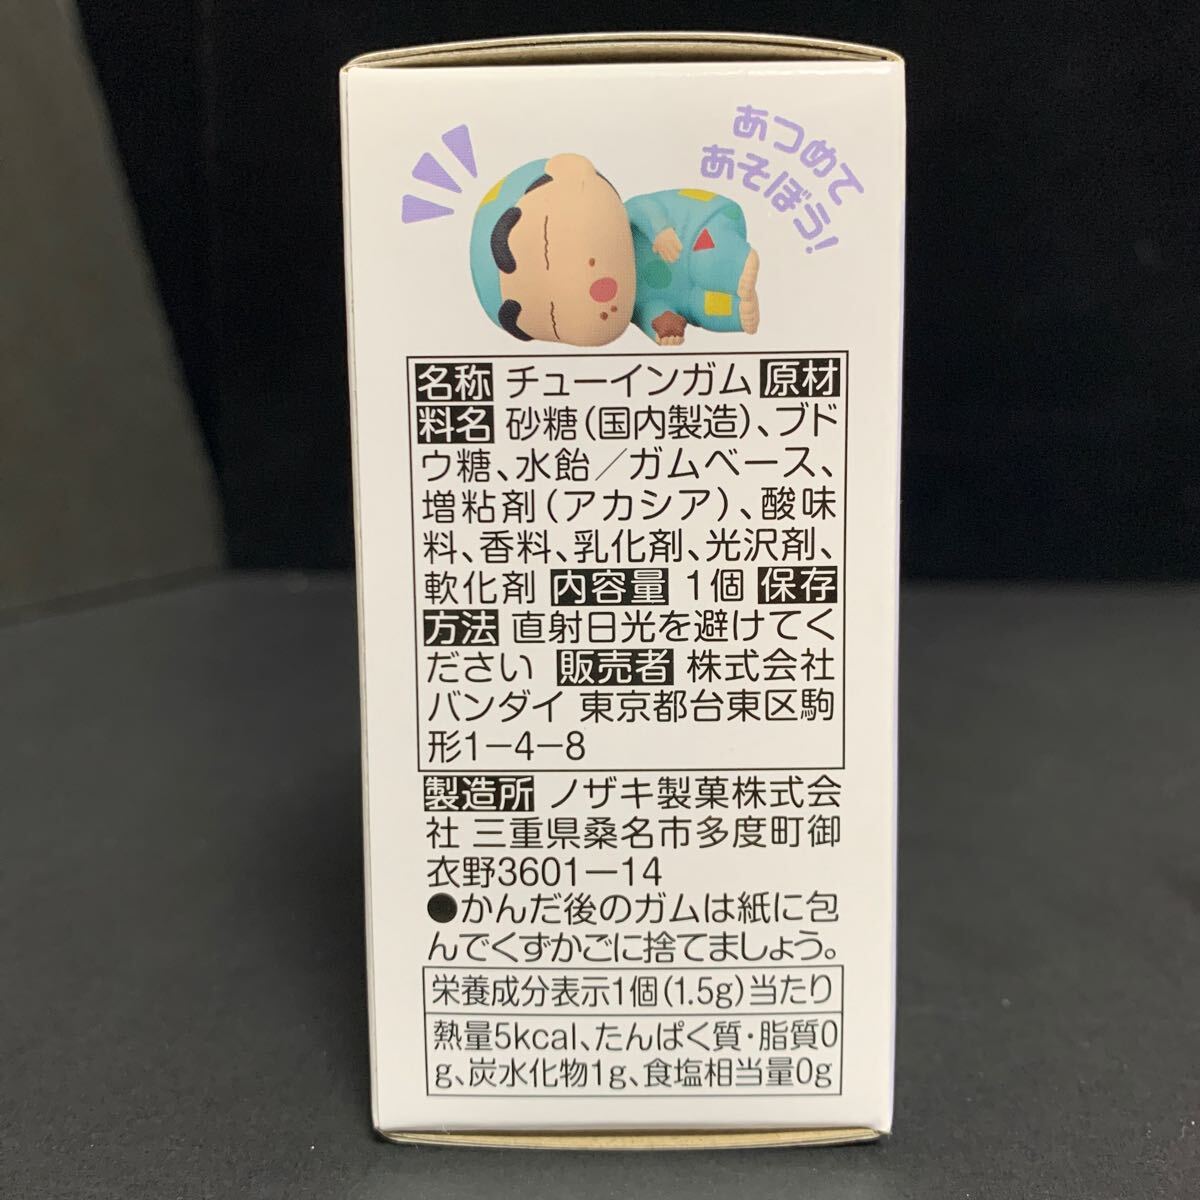 あつめて
あそぼう!
名称 チューインガム 原材
料名 砂糖(国内製造)、ブド
ウ糖、水飴/ガムベース、
増粘剤(アカシア)、酸味
料、香料、乳化剤、光沢剤、
軟化剤 内容量 1個 保存
方法 直射日光を避けてく
ださい 販売者 株式会社
バンダイ 東京都台東区駒
形1-4-8
製造所 ノザキ製菓株式会
社 三重県桑名市多度町御
衣野3601-14
●かんだ後のガムは紙に包
んでくずかごに捨てましょう。
栄養成分表示1個(1.5g)当たり
熱量5kcal、たんぱく質・脂質0
g、炭水化物1g、食塩相当量0g